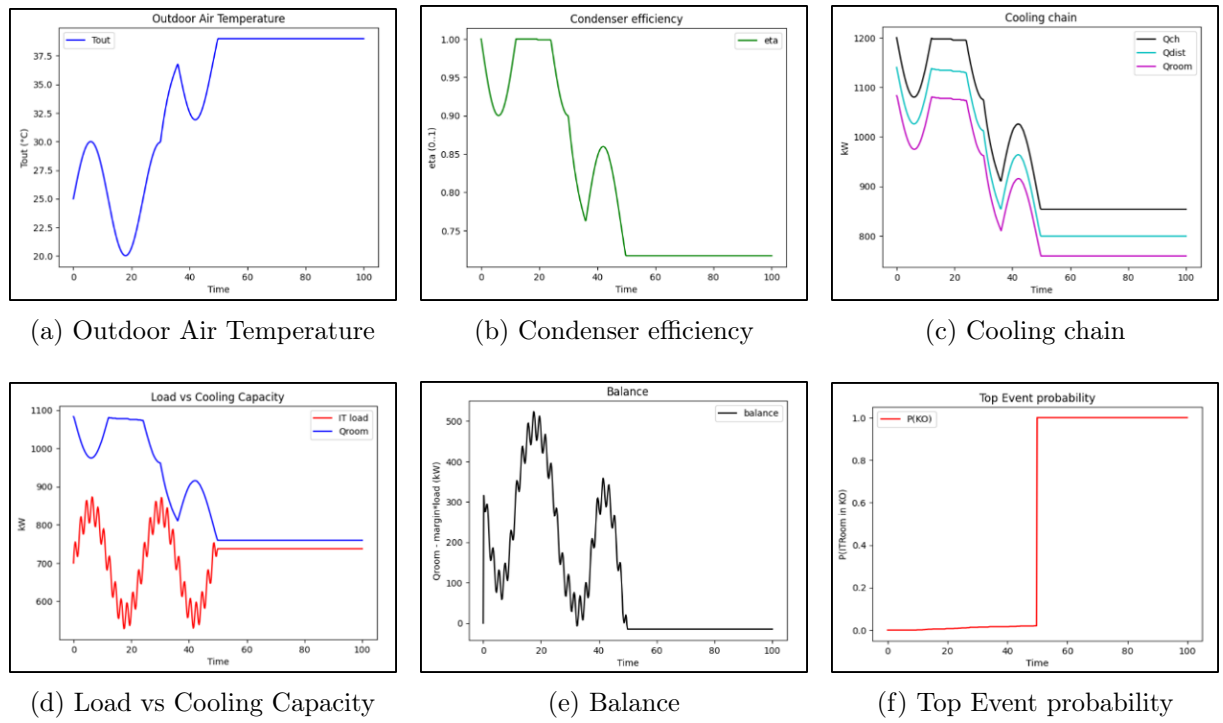 Outdoor Air Temperature
Tout
Tout (°C)
37.5
35.0
32.5
30.0
27.5
25.0
22.5
20.0
0 20 40 60 80 100
Time
(a) Outdoor Air Temperature
Condenser efficiency
eta
eta (0..1)
1.00
0.95
0.90
0.85
0.80
0.75
0 20 40 60 80 100
Time
(b) Condenser efficiency
Cooling chain
Qch
Qdist
Qroom
kW
1200
1100
1000
900
800
0 20 40 60 80 100
Time
(c) Cooling chain
Load vs Cooling Capacity
IT load
Qroom
kW
1100
1000
900
800
700
600
0 20 40 60 80 100
Time
(d) Load vs Cooling Capacity
Balance
balance
Qroom - margin*load (kW)
500
400
300
200
100
0
0 20 40 60 80 100
Time
(e) Balance
Top Event probability
P(KO)
P(ITRoom in KO)
1.0
0.8
0.6
0.4
0.2
0.0
0 20 40 60 80 100
Time
(f) Top Event probability